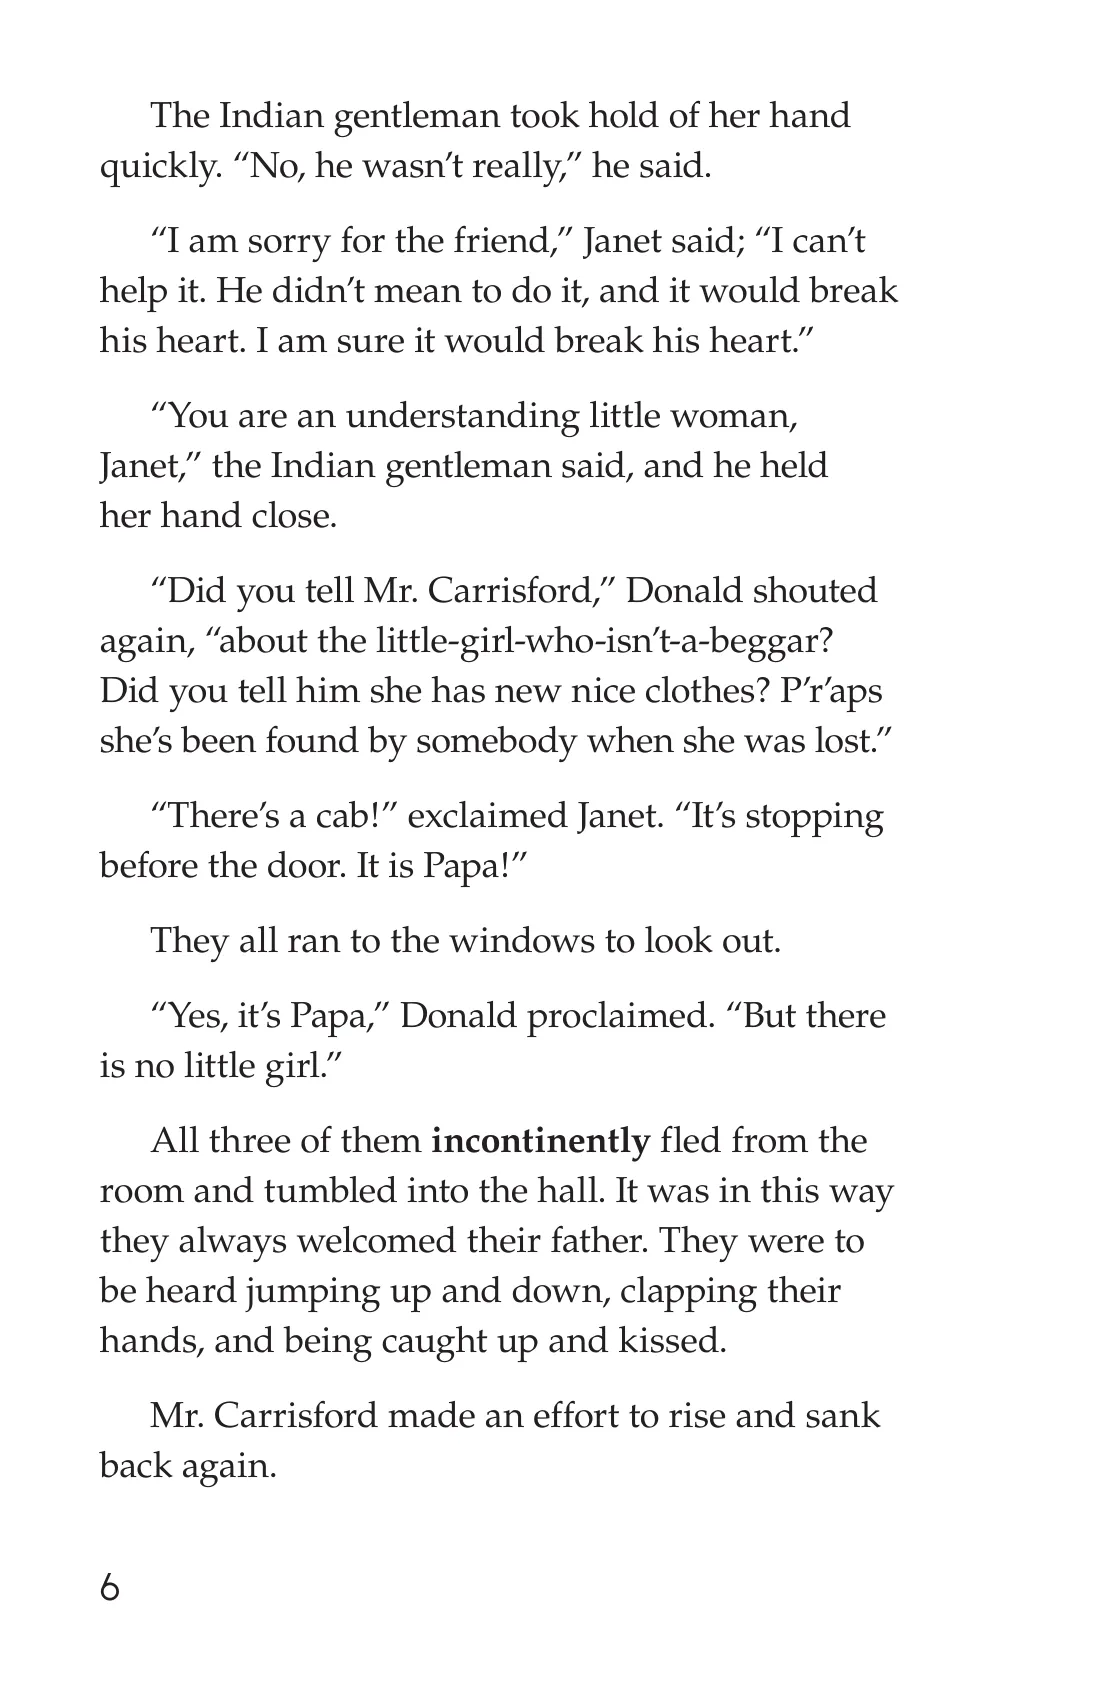 The Indian gentleman took hold of her hand
quickly. “No, he wasn’t really,” he said.
“I am sorry for the friend,” Janet said; “I can’t
help it. He didn’t mean to do it, and it would break
his heart. I am sure it would break his heart.”
“You are an understanding little woman,
Janet,” the Indian gentleman said, and he held
her hand close.
“Did you tell Mr. Carrisford,” Donald shouted
again, “about the little-girl-who-isn’t-a-beggar?
Did you tell him she has new nice clothes? P’r’aps
she’s been found by somebody when she was lost.”
“There’s a cab!” exclaimed Janet. “It’s stopping
before the door. It is Papa!”
They all ran to the windows to look out.
“Yes, it’s Papa,” Donald proclaimed. “But there
is no little girl.”
All three of them incontinently fled from the
room and tumbled into the hall. It was in this way
they always welcomed their father. They were to
be heard jumping up and down, clapping their
hands, and being caught up and kissed.
Mr. Carrisford made an effort to rise and sank
back again.
6